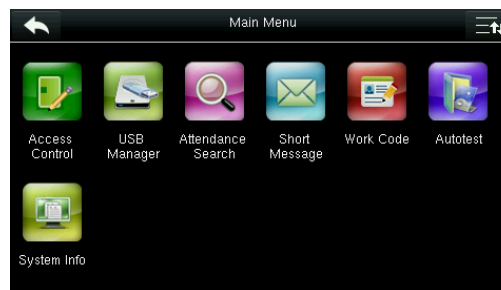 Main Menu
Access
Control
USB
Manager
Attendance
Search
Short
Message
Work Code
Autotest
System Info